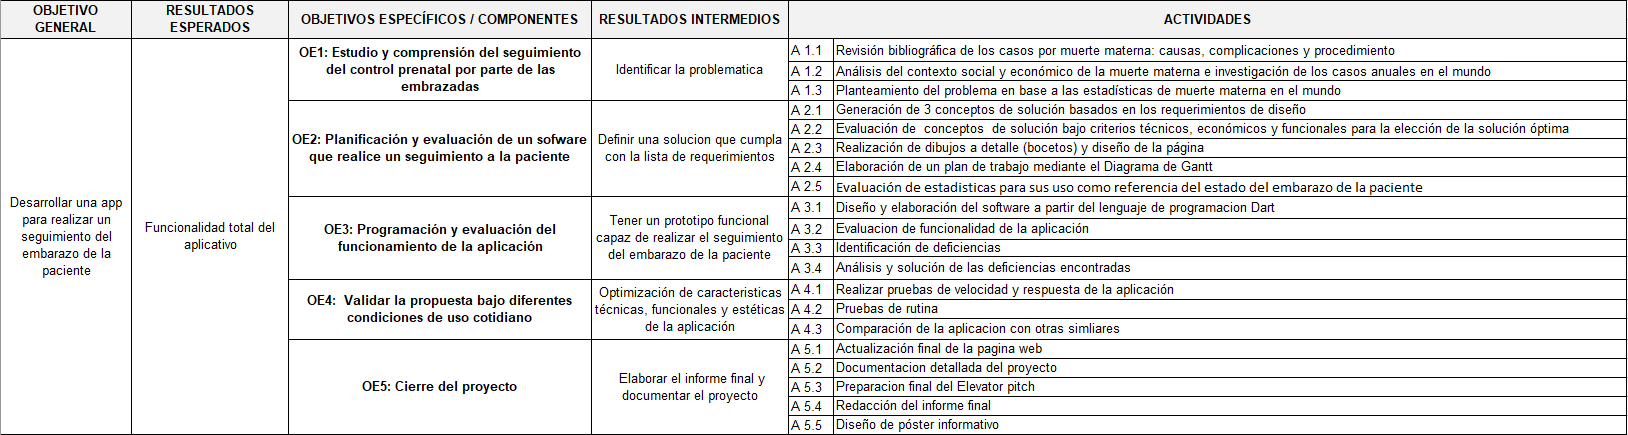 OBJETIVO
GENERAL
RESULTADOS
ESPERADOS
OBJETIVOS ESPECÍFICOS / COMPONENTES
RESULTADOS INTERMEDIOS
ACTIVIDADES
Desarrollar una app
para realizar un
seguimiento del
embarazo de la
paciente
Funcionalidad total del
aplicativo
OE1: Estudio y comprensión del seguimiento
del control prenatal por parte de las
embrazadas
Identificar la problematica
A 1.1 Revisión bibliográfica de los casos por muerte materna: causas, complicaciones y procedimiento
A 1.2 Análisis del contexto social y económico de la muerte materna e investigación de los casos anuales en el mundo
A 1.3 Planteamiento del problema en base a las estadísticas de muerte materna en el mundo
OE2: Planificación y evaluación de un sofware
que realice un seguimiento a la paciente
Definir una solucion que cumpla
con la lista de requerimientos
A 2.1 Generación de 3 conceptos de solución basados en los requerimientos de diseño
A 2.2 Evaluación de conceptos de solución bajo criterios técnicos, económicos y funcionales para la elección de la solución óptima
A 2.3 Realización de dibujos a detalle (bocetos) y diseño de la página
A 2.4 Elaboración de un plan de trabajo mediante el Diagrama de Gantt
A 2.5 Evaluación de estadisticas para sus uso como referencia del estado del embarazo de la paciente
OE3: Programación y evaluación del
funcionamiento de la aplicación
Tener un prototipo funcional
capaz de realizar el seguimiento
del embarazo de la paciente
A 3.1 Diseño y elaboración del software a partir del lenguaje de programacion Dart
A 3.2 Evaluacion de funcionalidad de la aplicación
A 3.3 Identificación de deficiencias
A 3.4 Análisis y solución de las deficiencias encontradas
OE4: Validar la propuesta bajo diferentes
condiciones de uso cotidiano
Optimización de caracteristicas
técnicas, funcionales y estéticas
de la aplicación
A 4.1 Realizar pruebas de velocidad y respuesta de la aplicación
A 4.2 Pruebas de rutina
A 4.3 Comparación de la aplicacion con otras simliares
OE5: Cierre del proyecto
Elaborar el informe final y
documentar el proyecto
A 5.1 Actualización final de la pagina web
A 5.2 Documentacion detallada del proyecto
A 5.3 Preparacion final del Elevator pitch
A 5.4 Redacción del informe final
A 5.5 Diseño de póster informativo